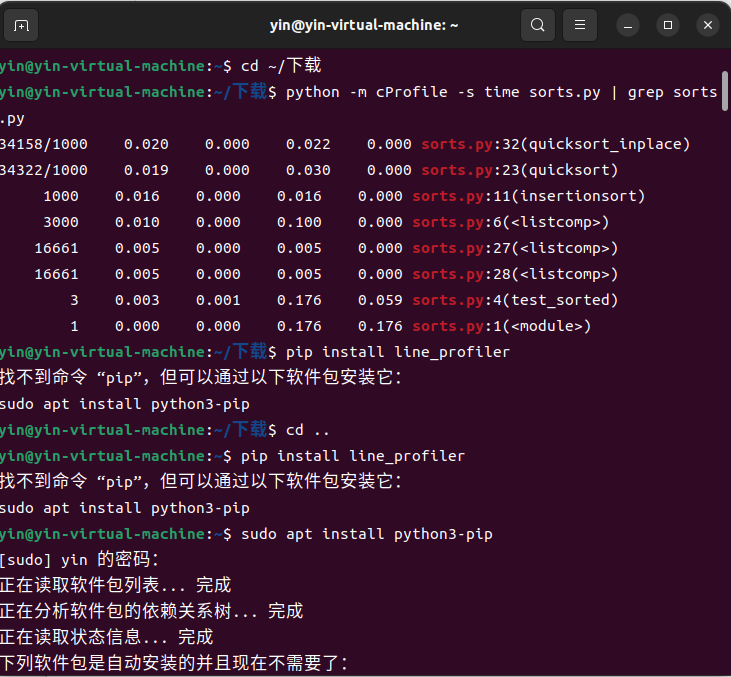 yin@yin-virtual-machine: ~
yin@yin-virtual-machine:~$ cd ~/下载
yin@yin-virtual-machine:~/下载$ python -m cProfile -s time sorts.py | grep sorts
.py
34158/1000    0.020    0.000    0.022    0.000 sorts.py:32(quicksort_inplace)
34322/1000    0.019    0.000    0.030    0.000 sorts.py:23(quicksort)
1000    0.016    0.000    0.016    0.000 sorts.py:11(insertionsort)
3000    0.010    0.000    0.100    0.000 sorts.py:6(<listcomp>)
16661    0.005    0.000    0.005    0.000 sorts.py:27(<listcomp>)
16661    0.005    0.000    0.005    0.000 sorts.py:28(<listcomp>)
3    0.003    0.001    0.176    0.059 sorts.py:4(test_sorted)
1    0.000    0.000    0.176    0.176 sorts.py:1(<module>)
yin@yin-virtual-machine:~/下载$ pip install line_profiler
找不到命令 “pip”，但可以通过以下软件包安装它：
sudo apt install python3-pip
yin@yin-virtual-machine:~/下载$ cd ..
yin@yin-virtual-machine:~$ pip install line_profiler
找不到命令 “pip”，但可以通过以下软件包安装它：
sudo apt install python3-pip
yin@yin-virtual-machine:~$ sudo apt install python3-pip
[sudo] yin 的密码：
正在读取软件包列表... 完成
正在分析软件包的依赖关系树... 完成
正在读取状态信息... 完成
下列软件包是自动安装的并且现在不需要了：